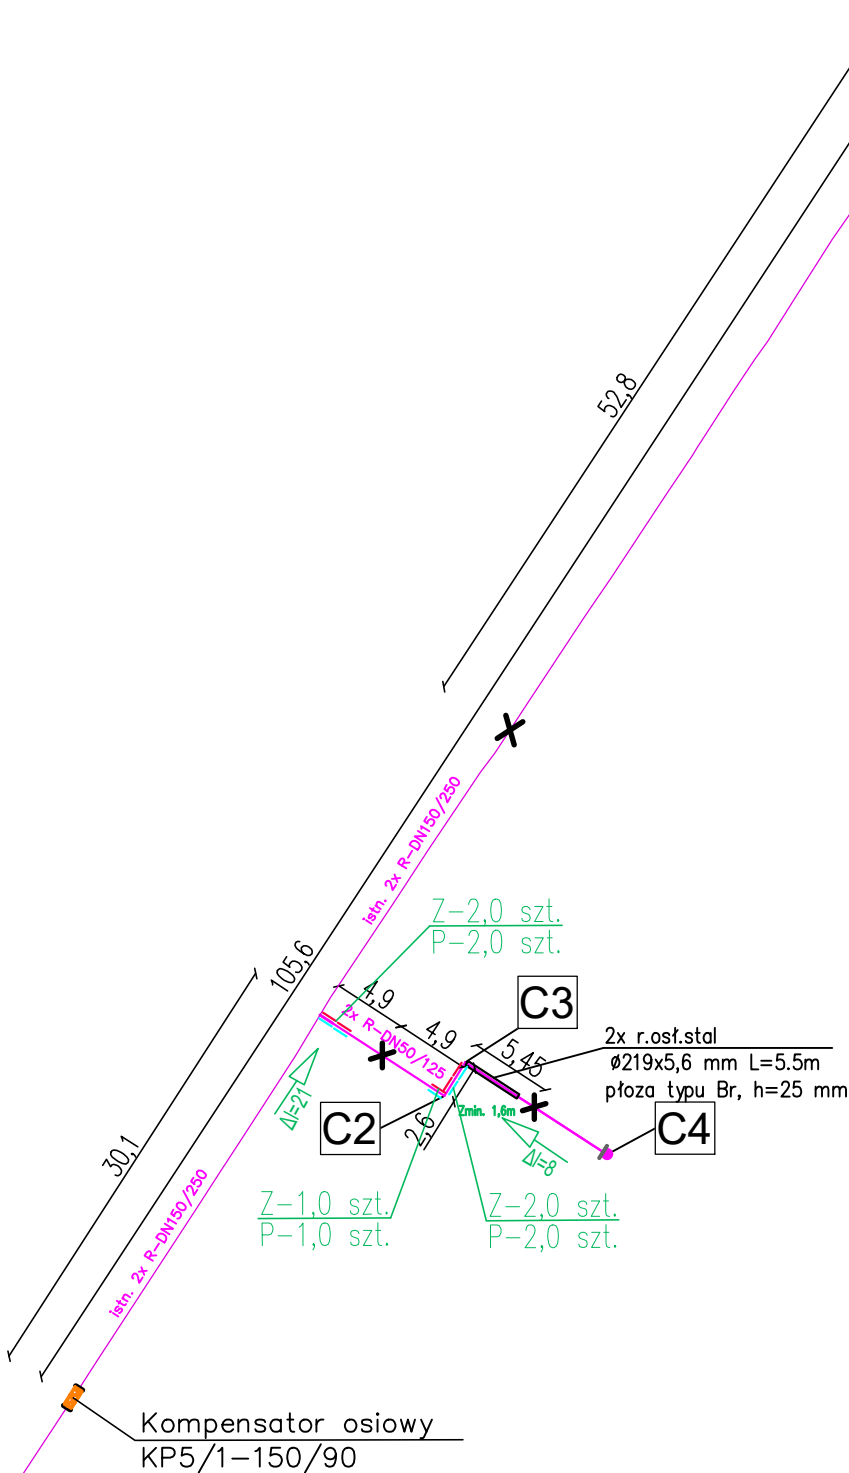 52,8
istn. 2x R-DN150/250
Z-2,0 szt.
P-2,0 szt.
105,6
4,9
2x R-DN50/125
4,9
C3
5,45
2x r.osł.stal
Ø219x5,6 mm L=5.5m
płoza typu Br, h=25 mm
Δl=21
C2
2,6
Zmin. 1,6m
Δl=8
C4
30,1
istn. 2x R-DN150/250
Z-1,0 szt.
P-1,0 szt.
Z-2,0 szt.
P-2,0 szt.
Kompensator osiowy
KP5/1-150/90